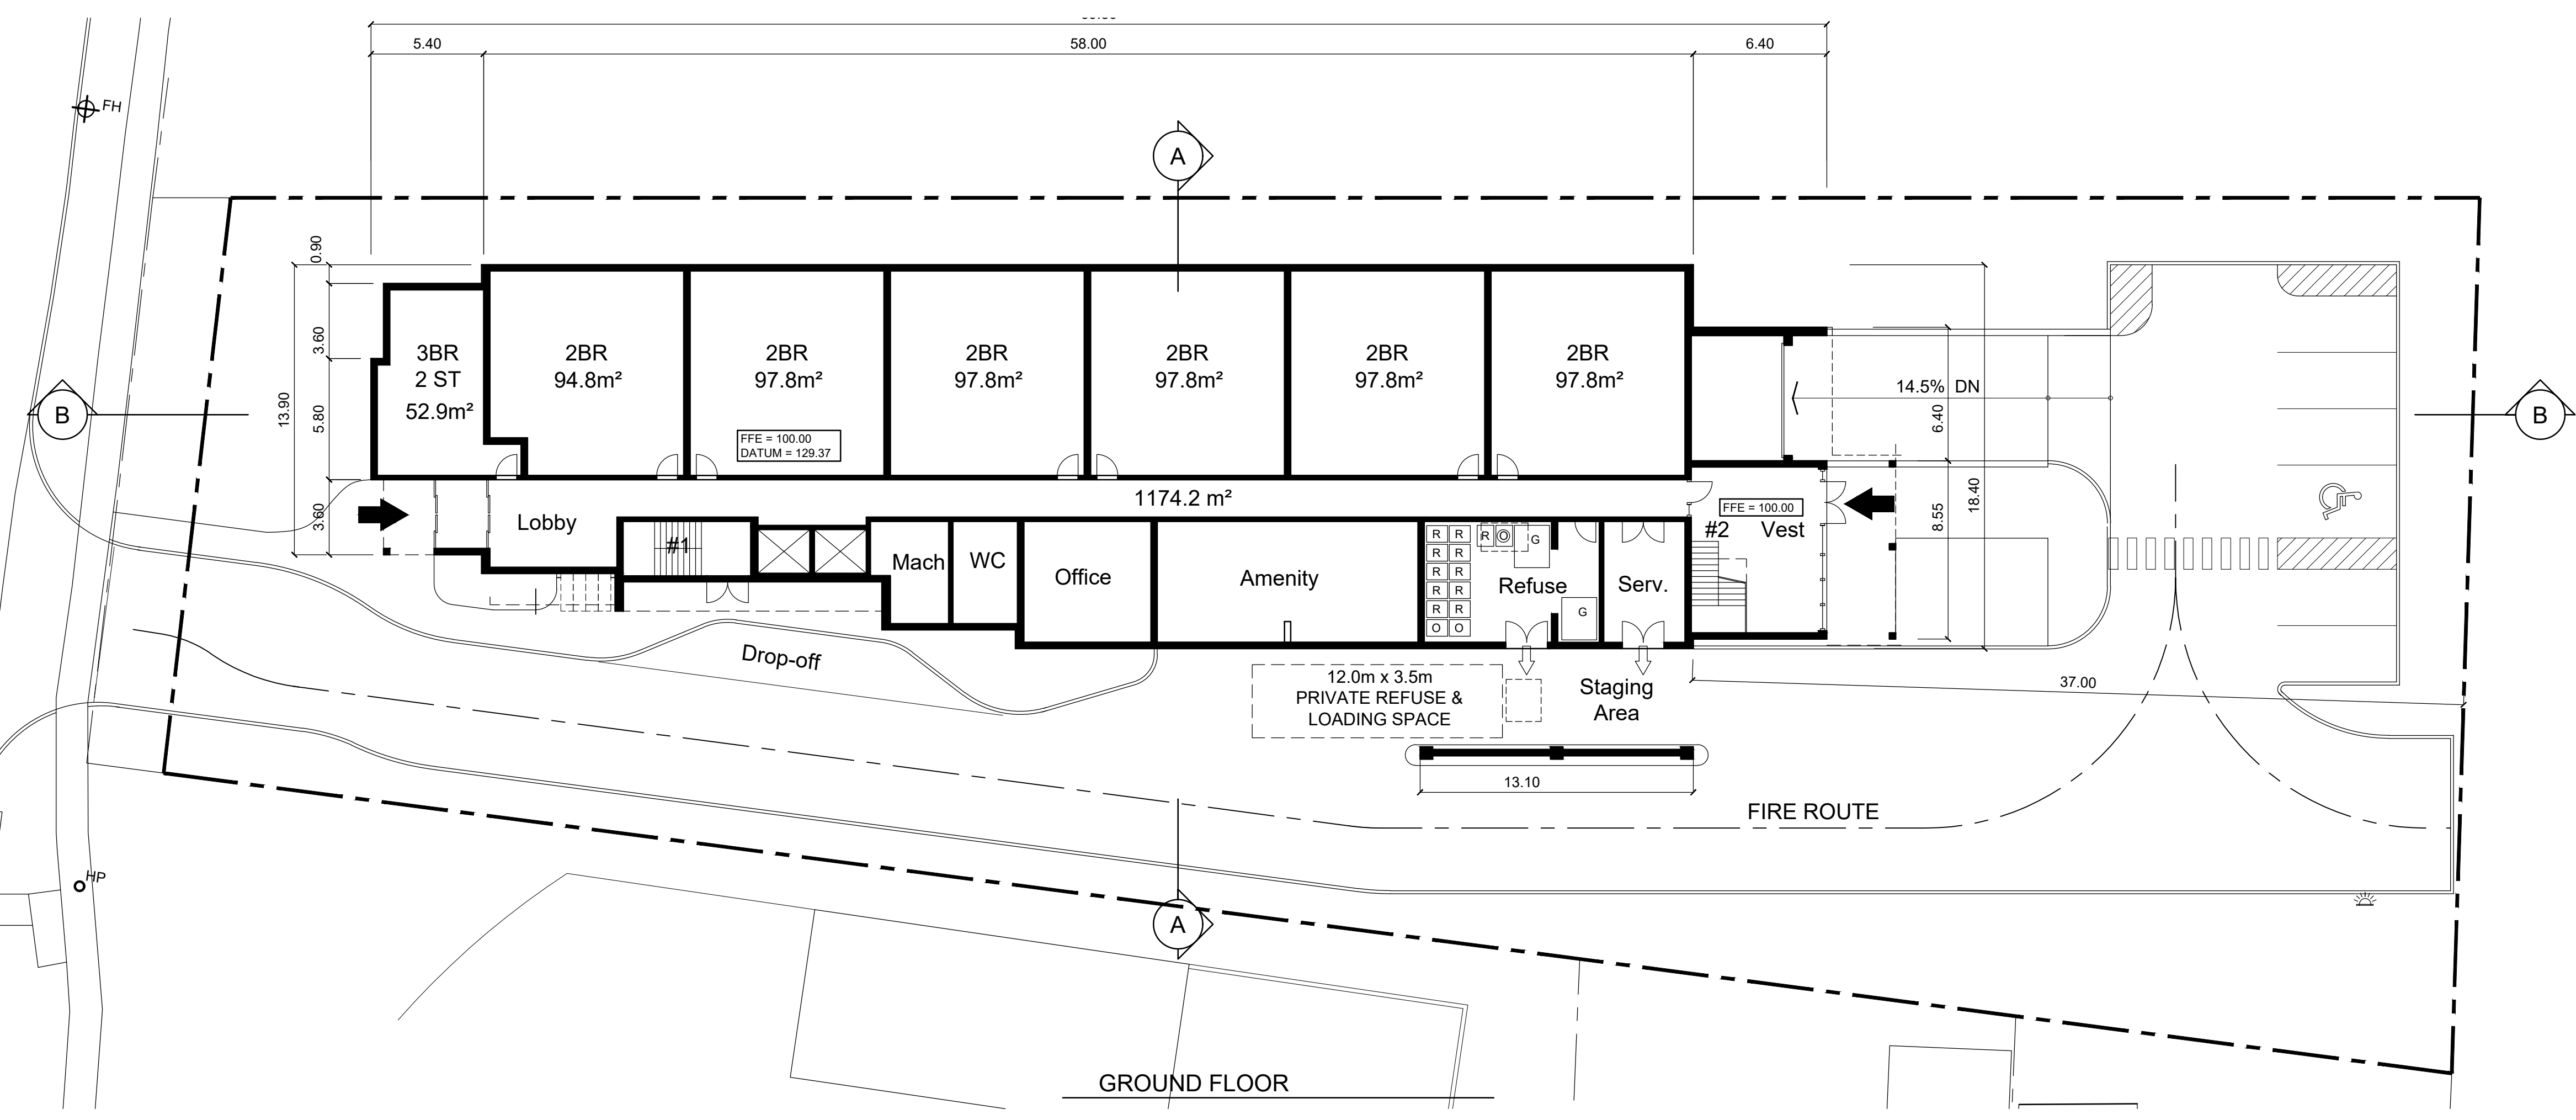 5.40
58.00
6.40
FH
A
0.90
3.60
13.90
5.80
3.60
B
3BR
2 ST
52.9m²
2BR
94.8m²
2BR
97.8m²
2BR
97.8m²
2BR
97.8m²
2BR
97.8m²
2BR
97.8m²
FFE = 100.00
DATUM = 129.37
14.5% DN
6.40
18.40
8.55
B
1174.2 m²
Lobby
#1
Mach
WC
Office
Amenity
R R
R R
R R
R R
R R
O O
R O G
Refuse
G
Serv.
FFE = 100.00
#2 Vest
Drop-off
12.0m x 3.5m
PRIVATE REFUSE &
LOADING SPACE
Staging
Area
37.00
13.10
FIRE ROUTE
HP
A
GROUND FLOOR